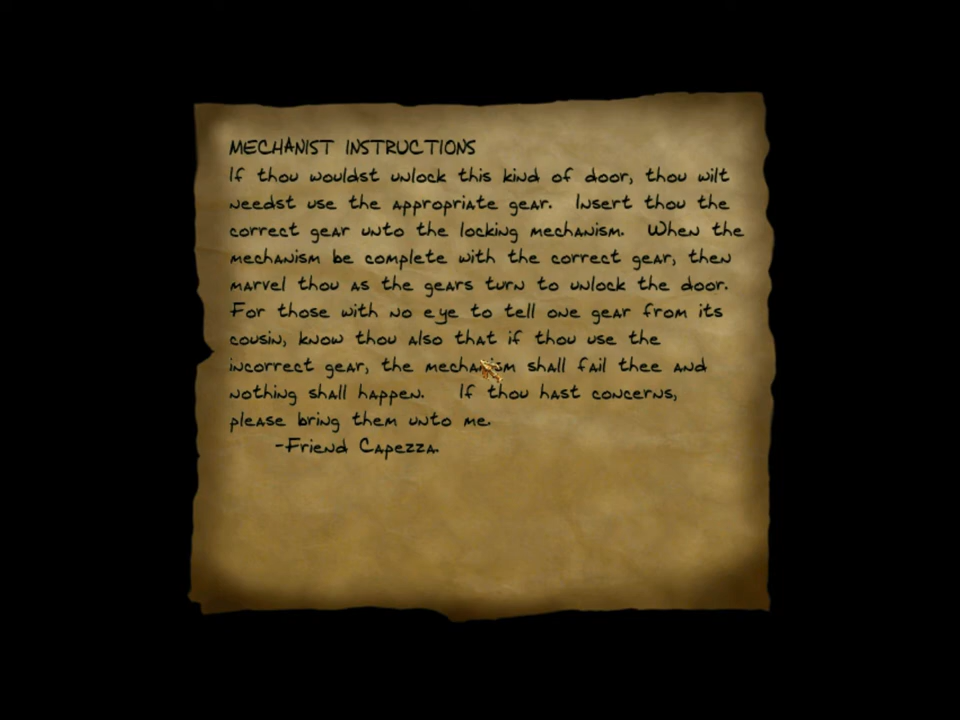 MECHANIST INSTRUCTIONS
If thou wouldst unlock this kind of door, thou wilt
needst use the appropriate gear. Insert thou the
correct gear unto the locking mechanism. When the
mechanism be complete with the correct gear, then
marvel thou as the gears turn to unlock the door.
For those with no eye to tell one gear from its
cousin, know thou also that if thou use the
incorrect gear, the mechanism shall fail thee and
nothing shall happen. If thou hast concerns,
please bring them unto me.
-Friend Capezza.